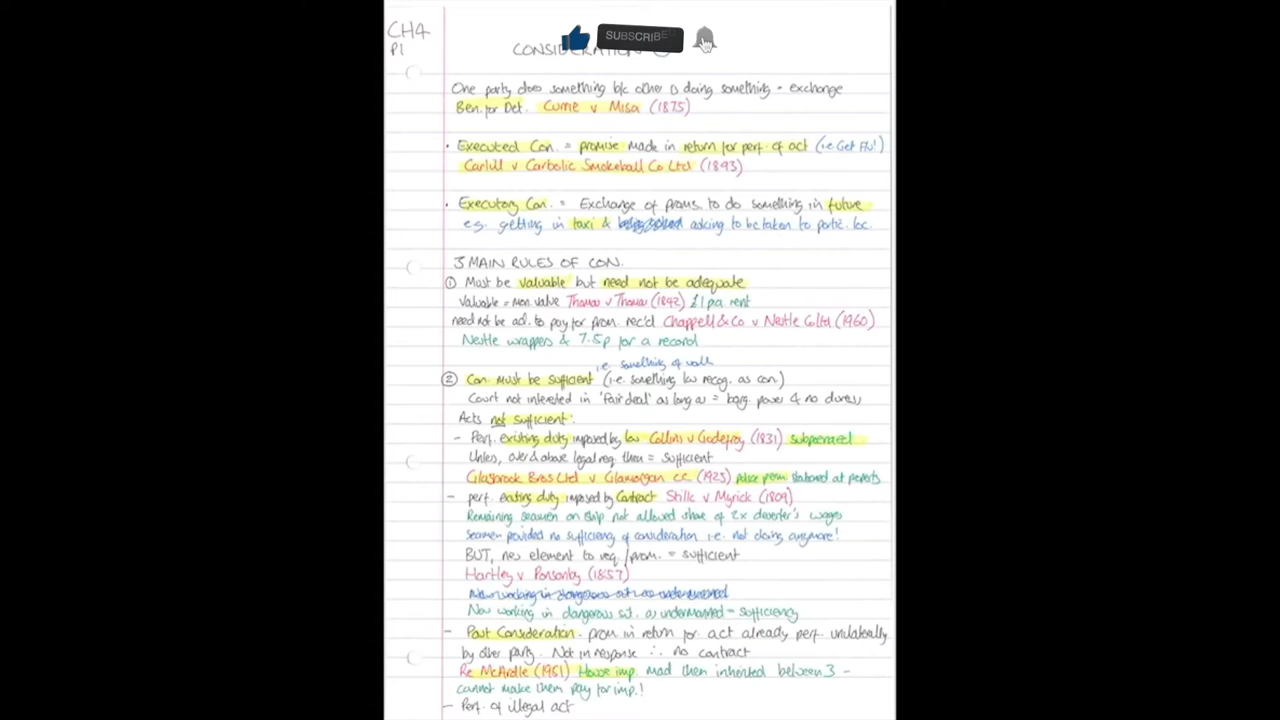 CH4
P1
SUBSCRIBE
CONSIDERATION
One party does something b/c other is doing something = exchange
Ben. for Det. Currie v Misa (1875)
· Executed Con. = promise made in return for perf. of act (i.e Get Flu!)
Carlill v Carbolic Smokeball Co Ltd (1893)
· Executory Con. = Exchange of proms. to do something in future
e.g. getting in taxi & asking to be taken to partic. loc.
3 MAIN RULES OF CON.
① Must be valuable but need not be adequate
Valuable = mon. value Thomas v Thomas (1842) £1 pa rent
need not be ad. to pay for prom. rec'd Chappell & Co v Nestle Co Ltd (1960)
Nestle wrappers & 7.5p for a record
i.e. something of
② Con. must be sufficient (i.e. something law recog. as con.)
Court not interested in 'Fair deal' as long as = barg. power & no duress
Acts not sufficient:
- Perf. existing duty imposed by law Collins v Godefroy (1831) subpoenaed
Unless, over & above legal req. then = sufficient
Glasbrook Bros Ltd v Glamorgan CC (1925) police perm stationed at
- perf. existing duty imposed by Contract Stilk v Myrick (1809)
Remaining seamen on ship not allowed share of 2x deserter's wages
Seamen provided no sufficiency of consideration i.e. not doing anymore!
BUT, new element to req./prom. = sufficient
Hartley v Ponsonby (1857)
Now working in dangerous sit. as undermanned = sufficiency
- Past Consideration - prom in return for act already perf. unilaterally
by other party. Not in response ∴ no contract
Re McArdle (1951) House imp. mad then inherited between 3 -
cannot make them pay for imp.!
- Perf. of illegal act